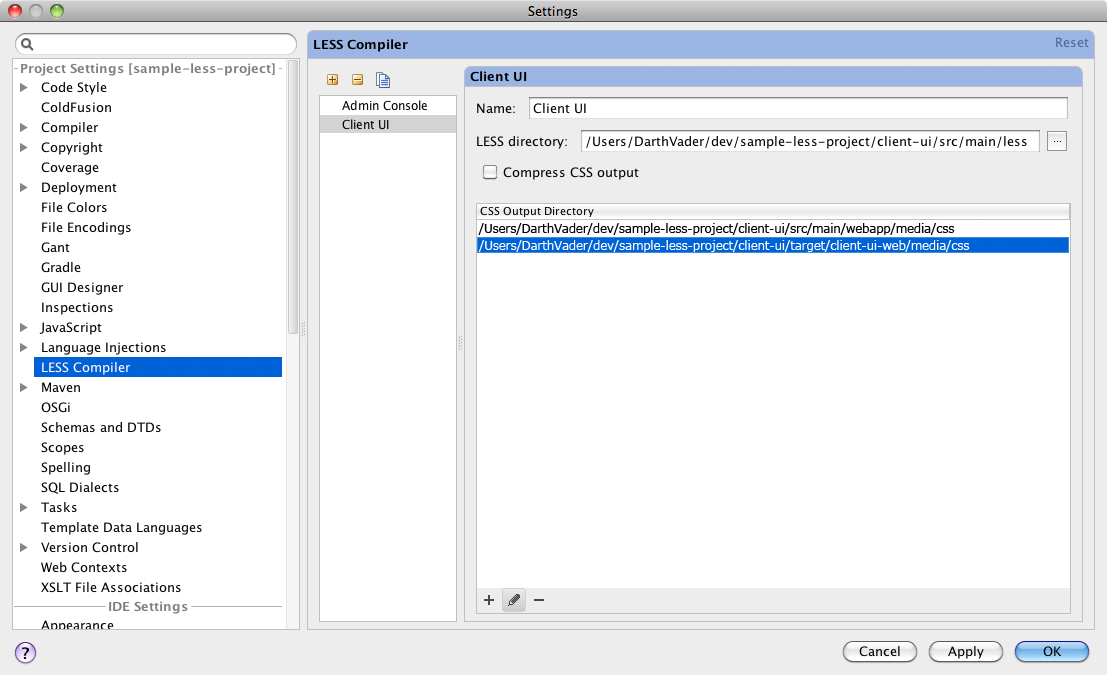 Settings
Project Settings [sample-less-project]
Code Style
ColdFusion
Compiler
Copyright
Coverage
Deployment
File Colors
File Encodings
Gant
Gradle
GUI Designer
Inspections
JavaScript
Language Injections
LESS Compiler
Maven
OSGi
Schemas and DTDs
Scopes
Spelling
SQL Dialects
Tasks
Template Data Languages
Version Control
Web Contexts
XSLT File Associations
IDE Settings
Appearance
LESS Compiler
Reset
Admin Console
Client UI
Client UI
Name: Client UI
LESS directory: /Users/DarthVader/dev/sample-less-project/client-ui/src/main/less ...
Compress CSS output
CSS Output Directory
/Users/DarthVader/dev/sample-less-project/client-ui/src/main/webapp/media/css
/Users/DarthVader/dev/sample-less-project/client-ui/target/client-ui-web/media/css
?
Cancel Apply OK